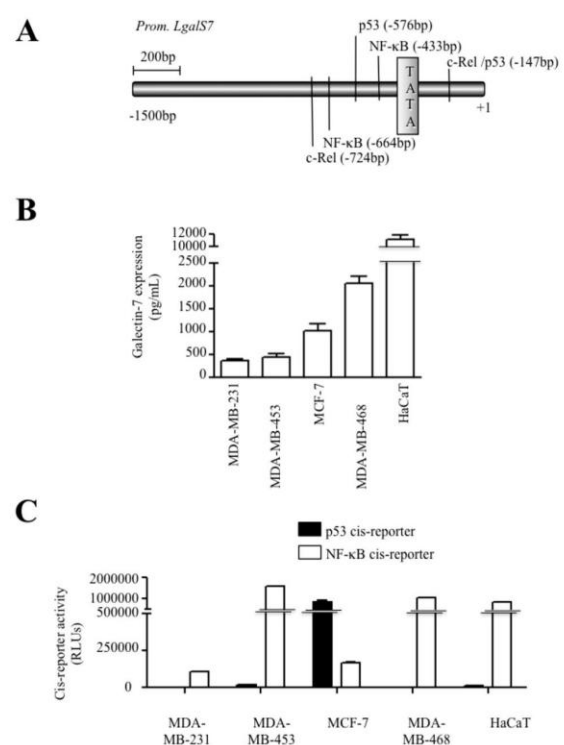 A
Prom. LgalS7
p53 (-576bp)
NF-κB (-433bp)
c-Rel /p53 (-147bp)
200bp
TATA
-1500bp
+1
NF-κB (-664bp)
c-Rel (-724bp)
B
Galectin-7 expression
(pg/mL)
12000
10000
2500
2000
1500
1000
500
0
MDA-MB-231
MDA-MB-453
MCF-7
MDA-MB-468
HaCaT
C
p53 cis-reporter
NF-κB cis-reporter
Cis-reporter activity
(RLUs)
2000000
1000000
500000
250000
0
MDA-
MB-231
MDA-
MB-453
MCF-7
MDA-
MB-468
HaCaT